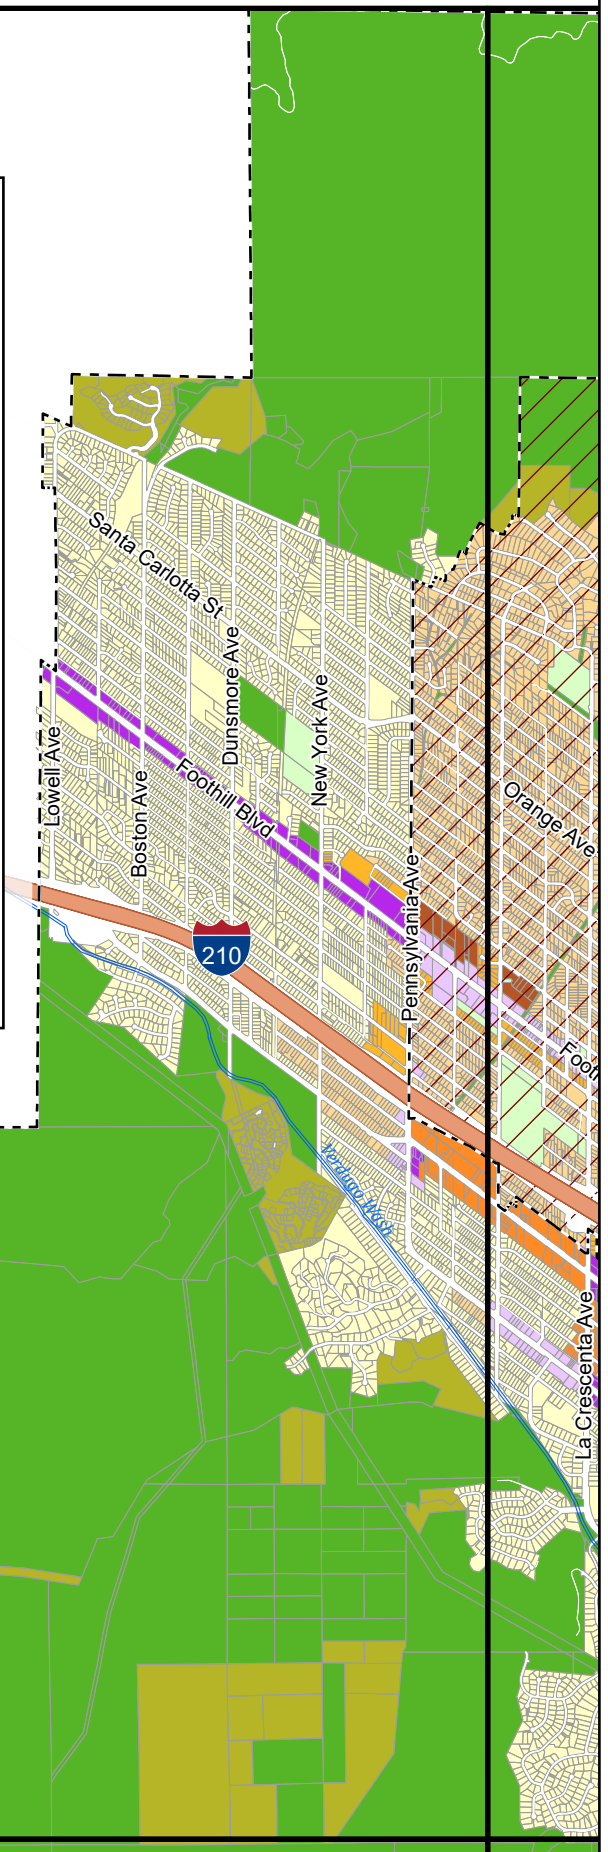 Santa Carlotta St
Dunsmore Ave
New York Ave
Lowell Ave
Boston Ave
Foothill Blvd
Orange Ave
Pennsylvania Ave
210
Footh
Verdugo Wash
La Crescenta Ave